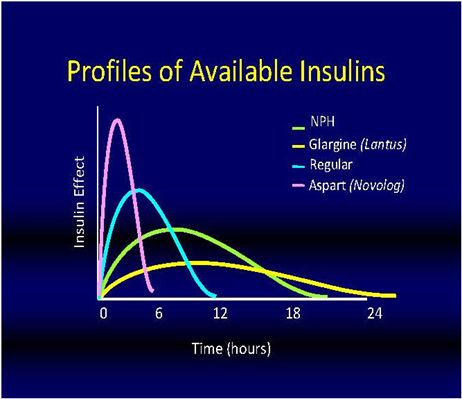 Profiles of Available Insulins
NPH
Glargine (Lantus)
Regular
Aspart (Novolog)
Insulin Effect
0 6 12 18 24
Time (hours)